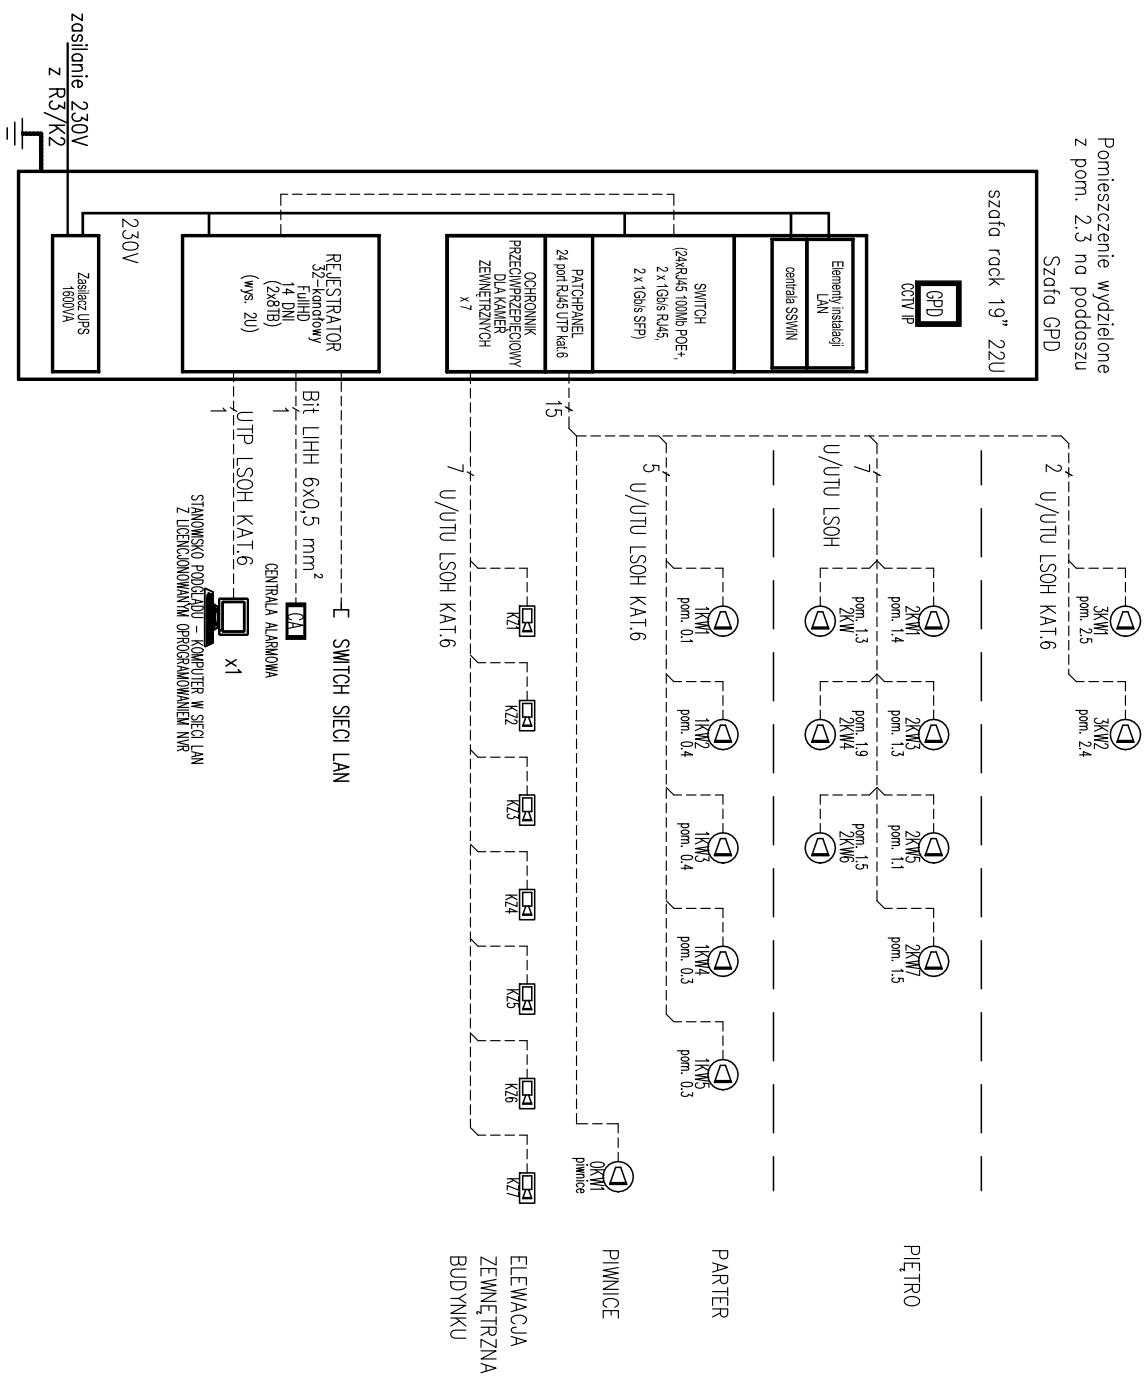 Pomieszczenie wydzielone
z pom. 2.3 na poddaszu
Szafa GPD
szafa rack 19" 22U
GPD
CCTV IP
Elementy instalacji
LAN
centrala SSWiN
SWITCH
(24xRJ45 100Mb POE+,
2 x 1Gb/s RJ45,
2 x 1Gb/s SFP)
PATCHPANEL
24 port RJ45 UTP kat.6
OCHRONNIK
PRZECIWPRZEPIĘCIOWY
DLA KAMER
ZEWNĘTRZNYCH
x 7
REJESTRATOR
32-kanałowy
FullHD
14 DNI
(2x8TB)
(wys. 2U)
230V
Zasilacz UPS
1600VA
zasilanie 230V
z R3/K2
2
U/UTU LSOH KAT.6
3KW1
pom. 2.5
3KW2
pom. 2.4
7
U/UTU LSOH
2KW1
pom. 1.4
2KW3
pom. 1.3
2KW5
pom. 1.1
2KW7
pom. 1.5
pom. 1.3
2KW
pom. 1.9
2KW4
pom. 1.5
2KW6
PIĘTRO
5
U/UTU LSOH KAT.6
1KW1
pom. 0.1
1KW2
pom. 0.4
1KW3
pom. 0.4
1KW4
pom. 0.3
1KW5
pom. 0.3
PARTER
15
0KW1
piwnice
PIWNICE
7
U/UTU LSOH KAT.6
KZ1
KZ2
KZ3
KZ4
KZ5
KZ6
KZ7
ELEWACJA
ZEWNĘTRZNA
BUDYNKU
SWITCH SIECI LAN
Bit LIHH 6x0,5 mm²
1
CA
CENTRALA ALARMOWA
UTP LSOH KAT.6
1
x1
STANOWISKO PODGLĄDU - KOMPUTER W SIECI LAN
Z LICENCJONOWANYM OPROGRAMOWANIEM NVR